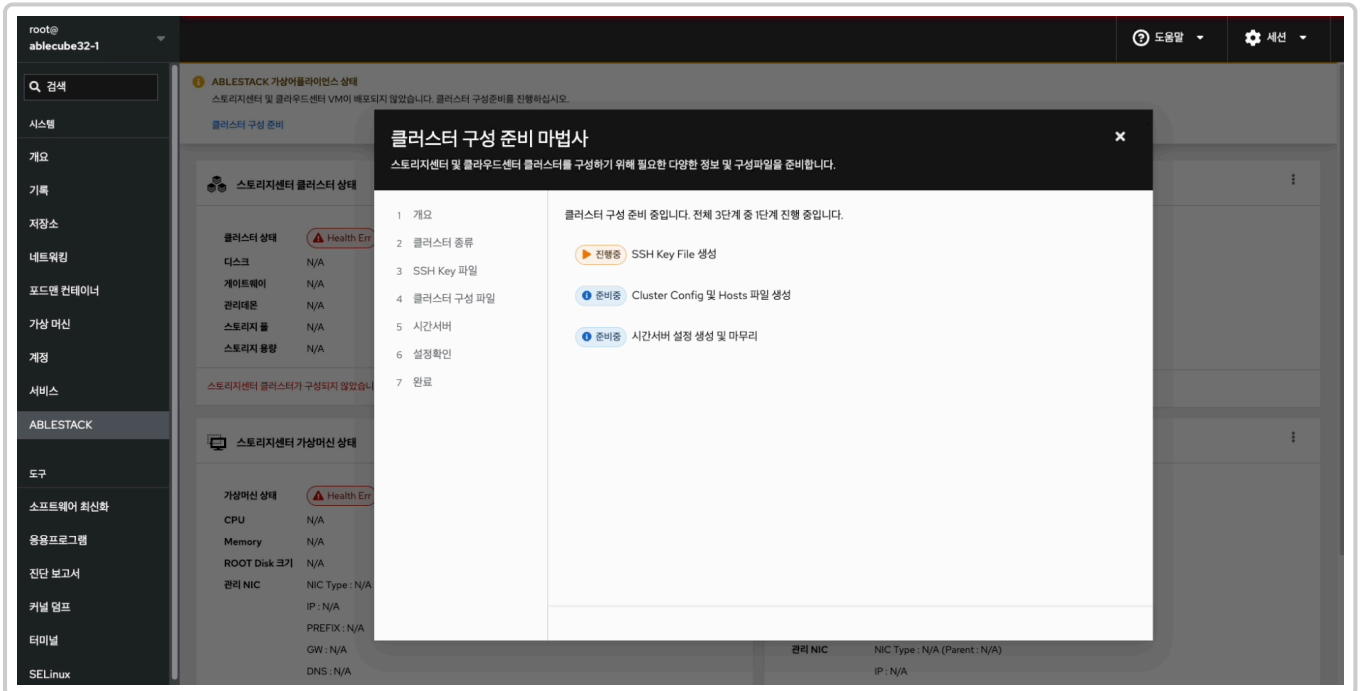 root@
ablecube32-1
도움말
세션
검색
시스템
개요
기록
저장소
네트워킹
포드맨 컨테이너
가상 머신
계정
서비스
ABLESTACK
도구
소프트웨어 최신화
응용프로그램
진단 보고서
커널 덤프
터미널
SELinux
ABLESTACK 가상어플라이언스 상태
스토리지센터 및 클라우드센터 VM이 배포되지 않았습니다. 클러스터 구성준비를 진행하십시오.
클러스터 구성 준비
스토리지센터 클러스터 상태
클러스터 상태 Health Err
디스크 N/A
게이트웨이 N/A
관리데몬 N/A
스토리지 풀 N/A
스토리지 용량 N/A
스토리지센터 클러스터가 구성되지 않았습니
스토리지센터 가상머신 상태
가상머신 상태 Health Err
CPU N/A
Memory N/A
ROOT Disk 크기 N/A
관리 NIC NIC Type : N/A
IP : N/A
PREFIX : N/A
GW : N/A
DNS : N/A
관리 NIC NIC Type : N/A (Parent : N/A)
IP : N/A
클러스터 구성 준비 마법사
스토리지센터 및 클라우드센터 클러스터를 구성하기 위해 필요한 다양한 정보 및 구성파일을 준비합니다.
1 개요
2 클러스터 종류
3 SSH Key 파일
4 클러스터 구성 파일
5 시간서버
6 설정확인
7 완료
클러스터 구성 준비 중입니다. 전체 3단계 중 1단계 진행 중입니다.
진행중 SSH Key File 생성
준비중 Cluster Config 및 Hosts 파일 생성
준비중 시간서버 설정 생성 및 마무리